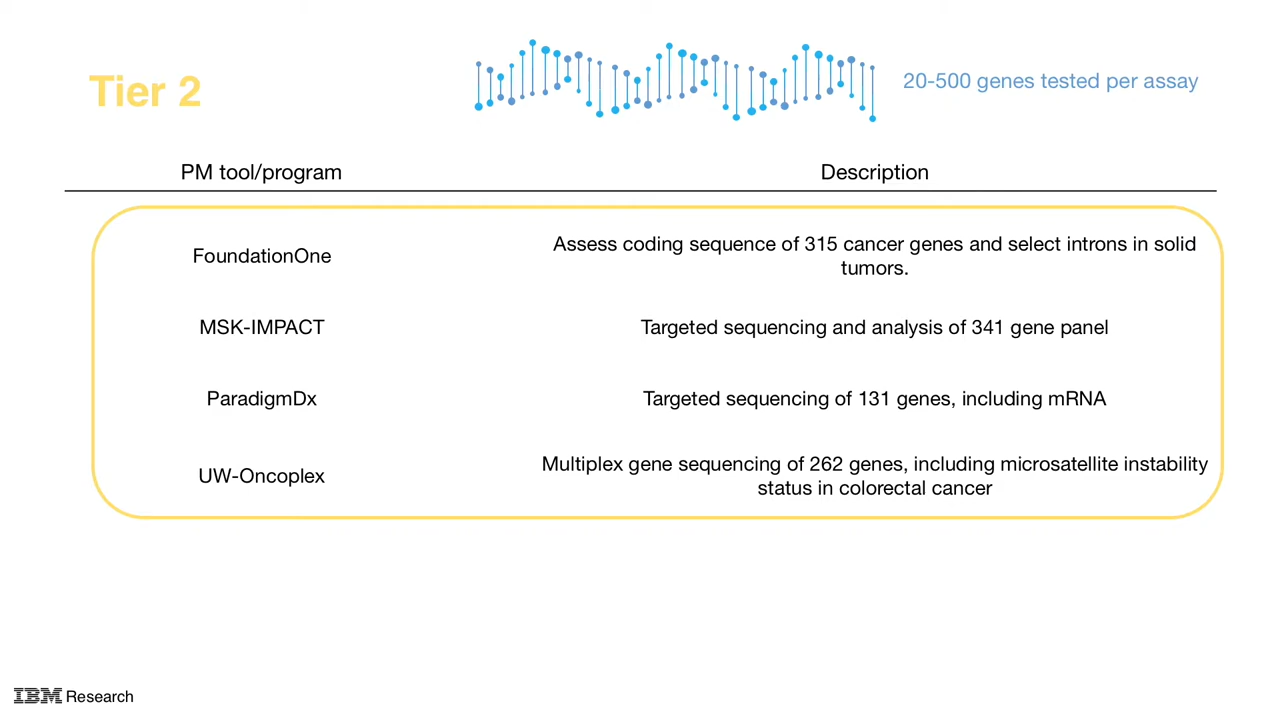 Tier 2
20-500 genes tested per assay
PM tool/program
Description
FoundationOne
Assess coding sequence of 315 cancer genes and select introns in solid
tumors.
MSK-IMPACT
Targeted sequencing and analysis of 341 gene panel
ParadigmDx
Targeted sequencing of 131 genes, including mRNA
UW-Oncoplex
Multiplex gene sequencing of 262 genes, including microsatellite instability
status in colorectal cancer
IBM Research